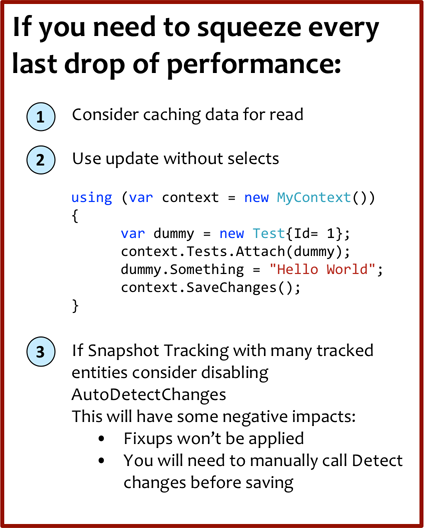 If you need to squeeze every
last drop of performance:
1 Consider caching data for read
2 Use update without selects
using (var context = new MyContext())
{
var dummy = new Test{Id= 1};
context.Tests.Attach(dummy);
dummy.Something = "Hello World";
context.SaveChanges();
}
3 If Snapshot Tracking with many tracked
entities consider disabling
AutoDetectChanges
This will have some negative impacts:
• Fixups won't be applied
• You will need to manually call Detect
changes before saving